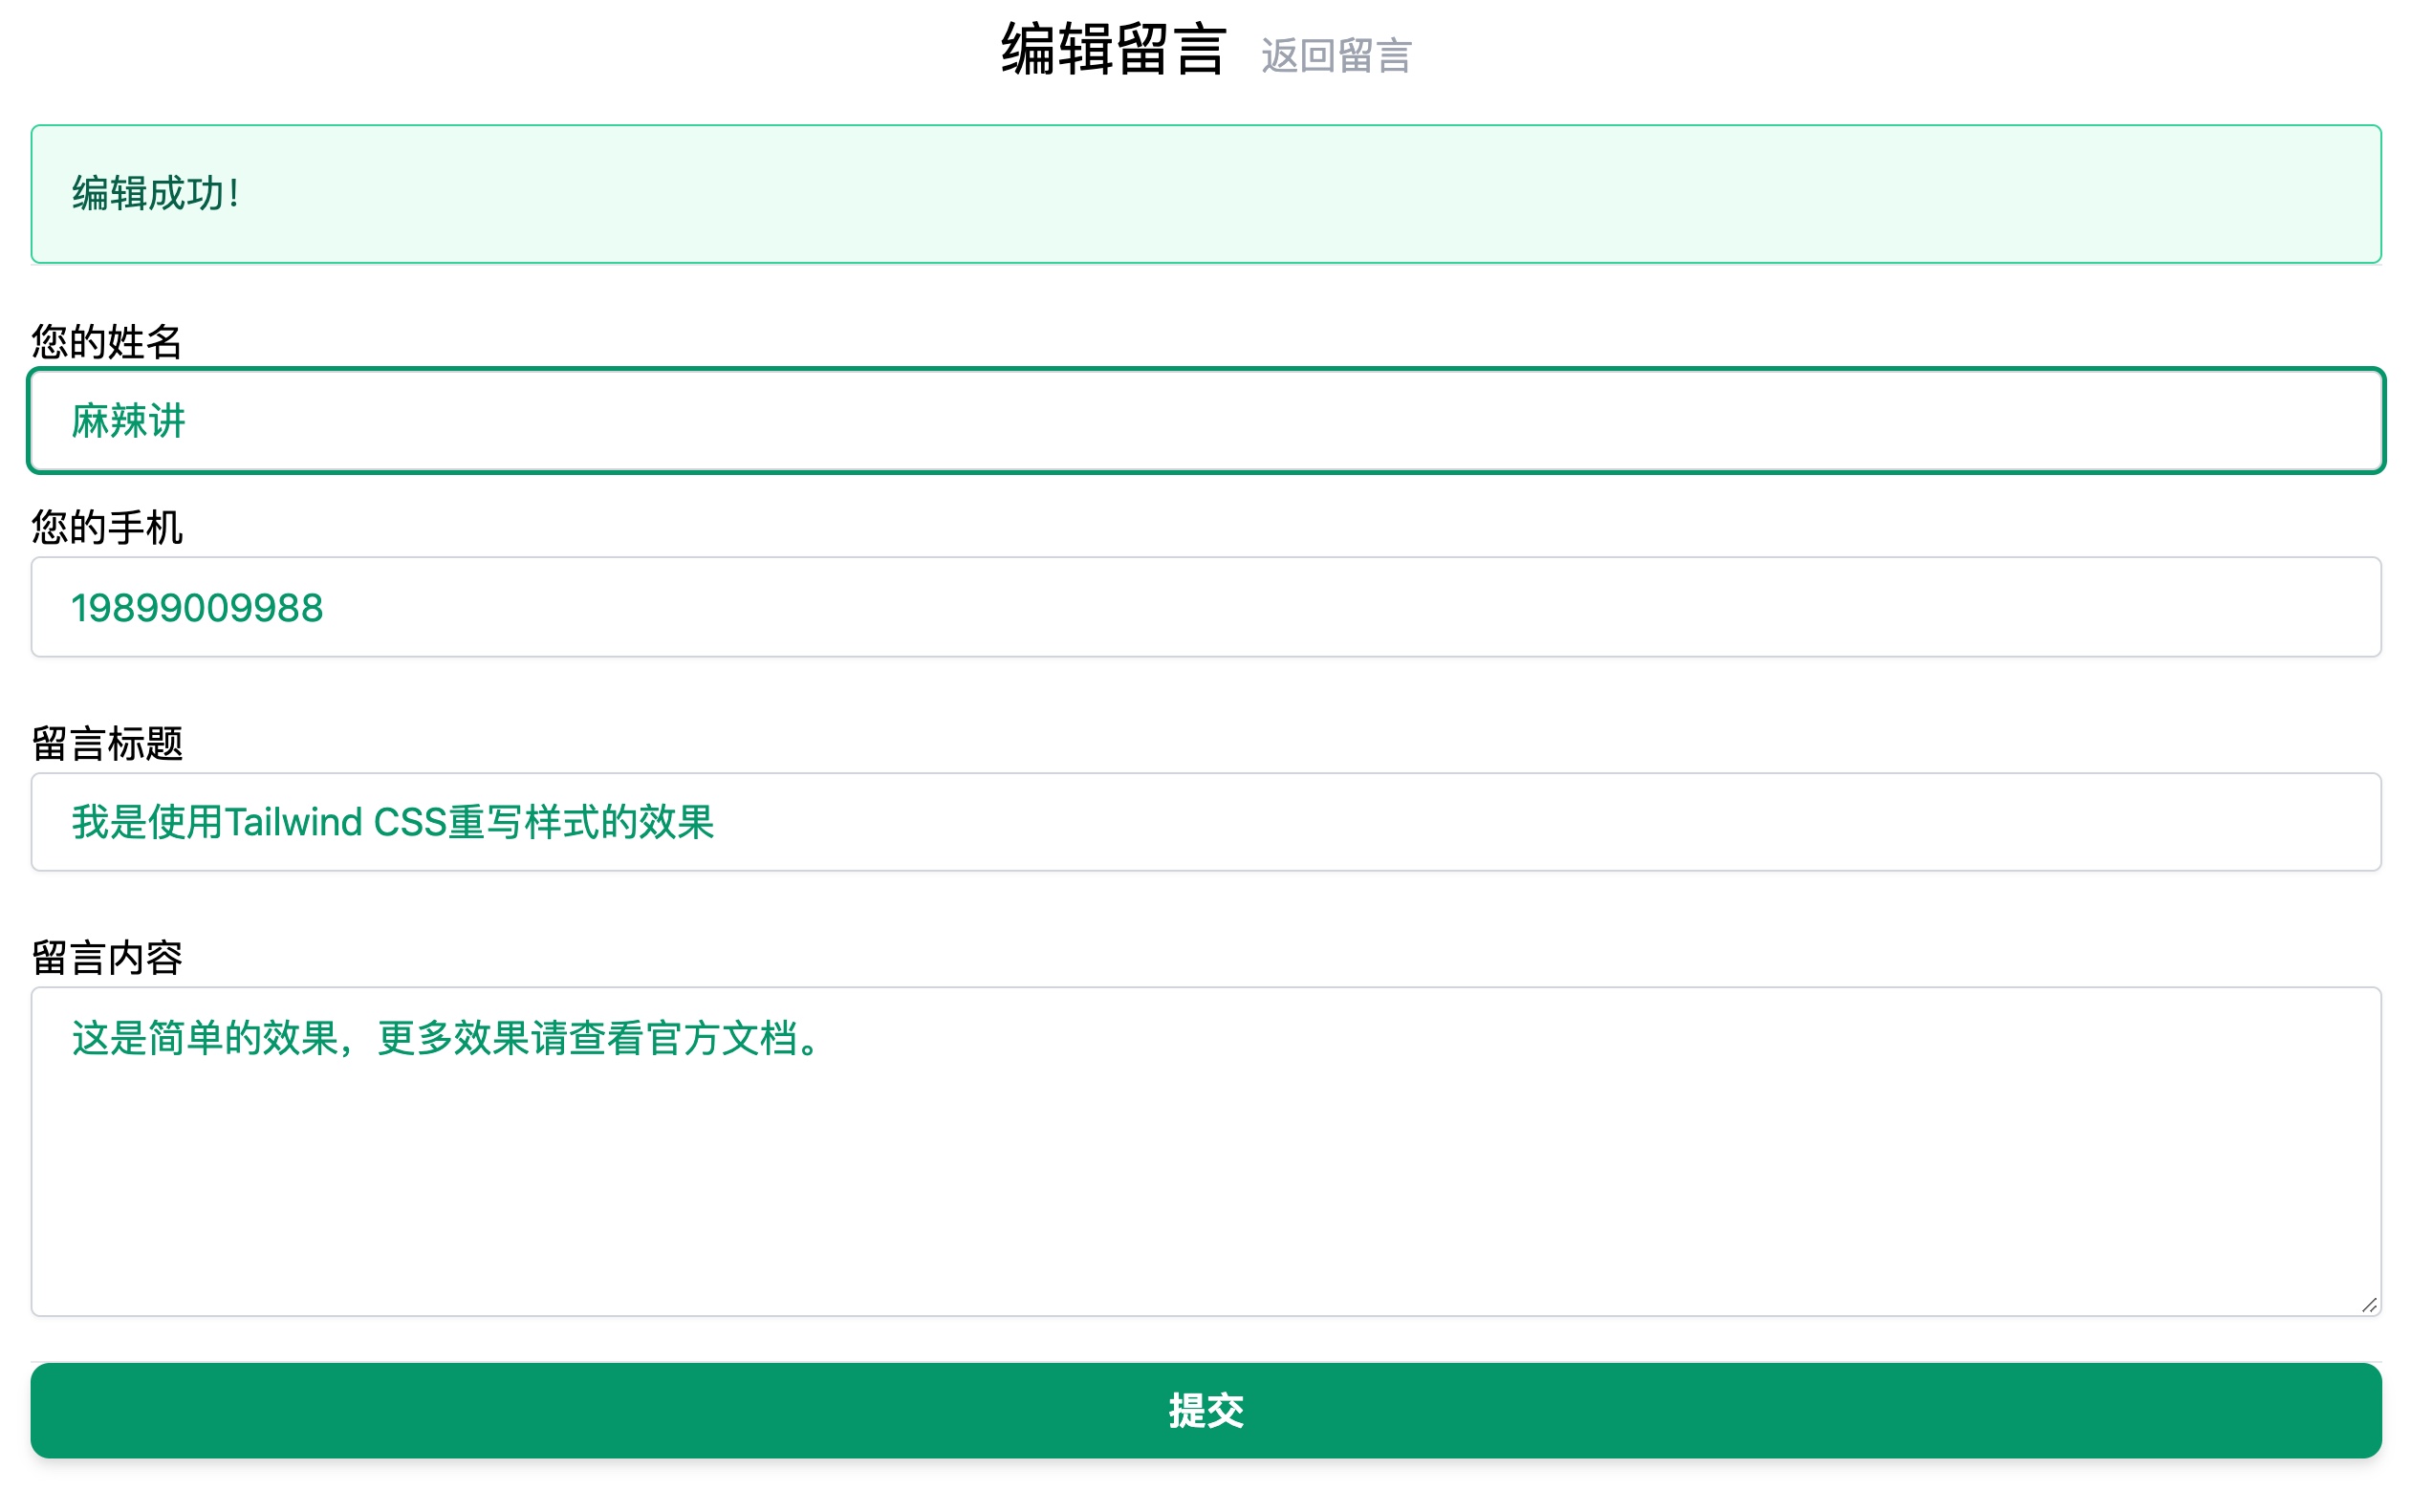 编辑留言 返回留言
编辑成功！
您的姓名
麻辣讲
您的手机
19899009988
留言标题
我是使用Tailwind CSS重写样式的效果
留言内容
这是简单的效果，更多效果请查看官方文档。
提交